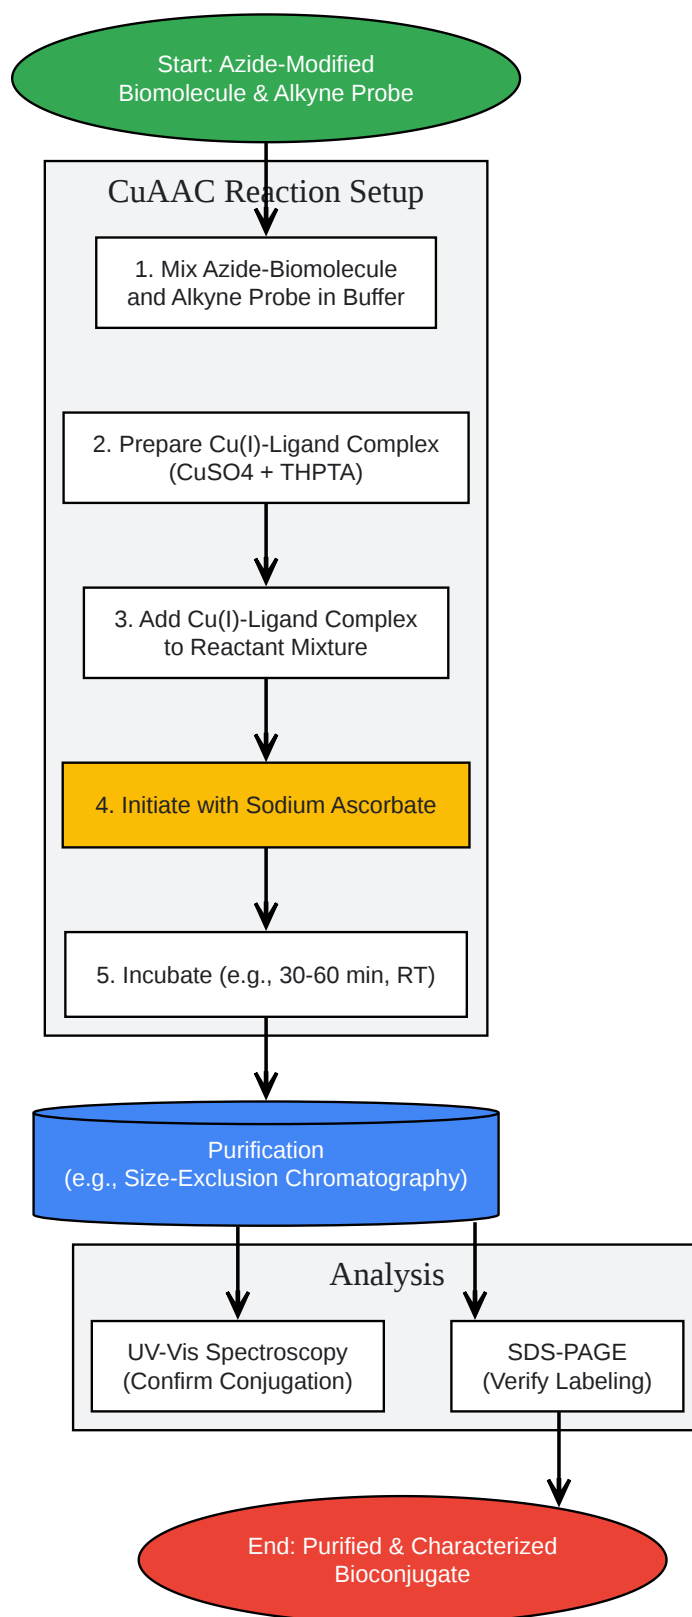 Start: Azide-Modified
Biomolecule & Alkyne Probe
CuAAC Reaction Setup
1. Mix Azide-Biomolecule
and Alkyne Probe in Buffer
2. Prepare Cu(I)-Ligand Complex
(CuSO4 + THPTA)
3. Add Cu(I)-Ligand Complex
to Reactant Mixture
4. Initiate with Sodium Ascorbate
5. Incubate (e.g., 30-60 min, RT)
Purification
(e.g., Size-Exclusion Chromatography)
Analysis
UV-Vis Spectroscopy
(Confirm Conjugation)
SDS-PAGE
(Verify Labeling)
End: Purified & Characterized
Bioconjugate